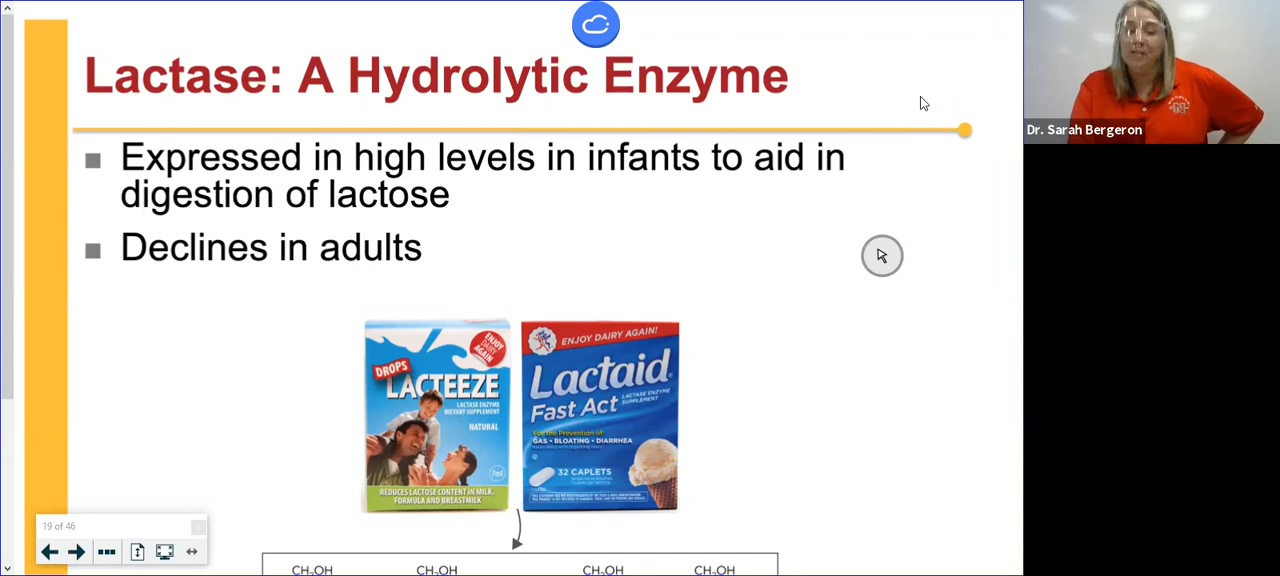 Lactase: A Hydrolytic Enzyme
Expressed in high levels in infants to aid in
digestion of lactose
Declines in adults
ENJOY
DAIRY
AGAIN!
DROPS
LACTEEZE
LACTASE ENZYME
DIETARY SUPPLEMENT
NATURAL
7ml
REDUCES LACTOSE CONTENT IN MILK,
FORMULA AND BREASTMILK
ENJOY DAIRY AGAIN!
Lactaid
Fast Act
LACTASE ENZYME
SUPPLEMENT
For the Prevention of:
GAS • BLOATING • DIARRHEA
32 CAPLETS
CH₂OH CH₂OH CH₂OH CH₂OH
19 of 46
Dr. Sarah Bergeron